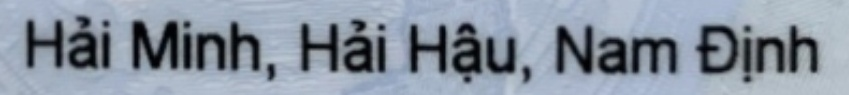 Hải Minh, Hải Hậu, Nam Định